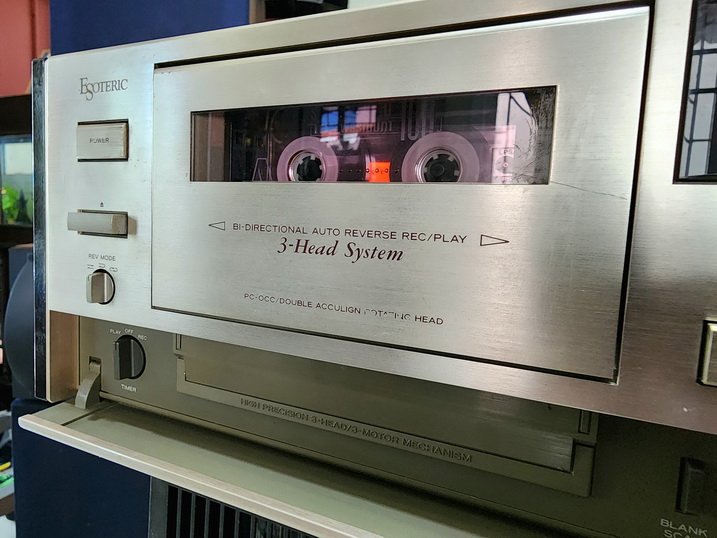 ESOTERIC
POWER
REV MODE
BI-DIRECTIONAL AUTO REVERSE REC/PLAY
3-Head System
PC-OCC/DOUBLE ACCULIGN ROTATING HEAD
PLAY OFF REC
TIMER
HIGH PRECISION 3-HEAD/3-MOTOR MECHANISM
BLANK